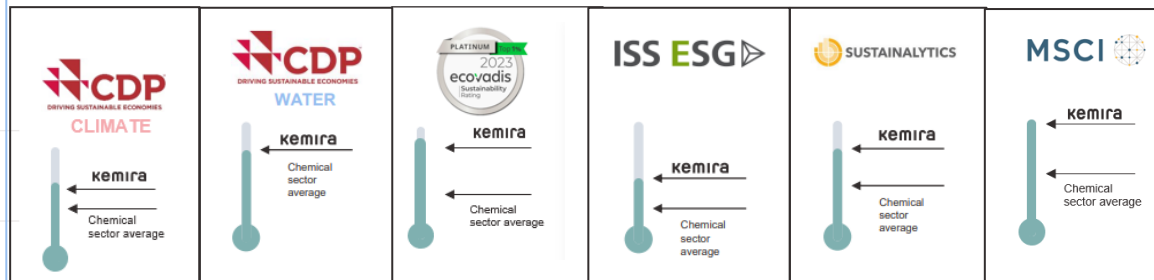 CDP
DRIVING SUSTAINABLE ECONOMIES
CLIMATE
kemira
Chemical
sector average
CDP
DRIVING SUSTAINABLE ECONOMIES
WATER
kemira
Chemical
sector
average
PLATINUM Top 1%
2023
ecovadis
Sustainability
Rating
kemira
Chemical
sector average
ISS ESG
kemira
Chemical
sector
average
SUSTAINALYTICS
kemira
Chemical
sector
average
MSCI
kemira
Chemical
sector average